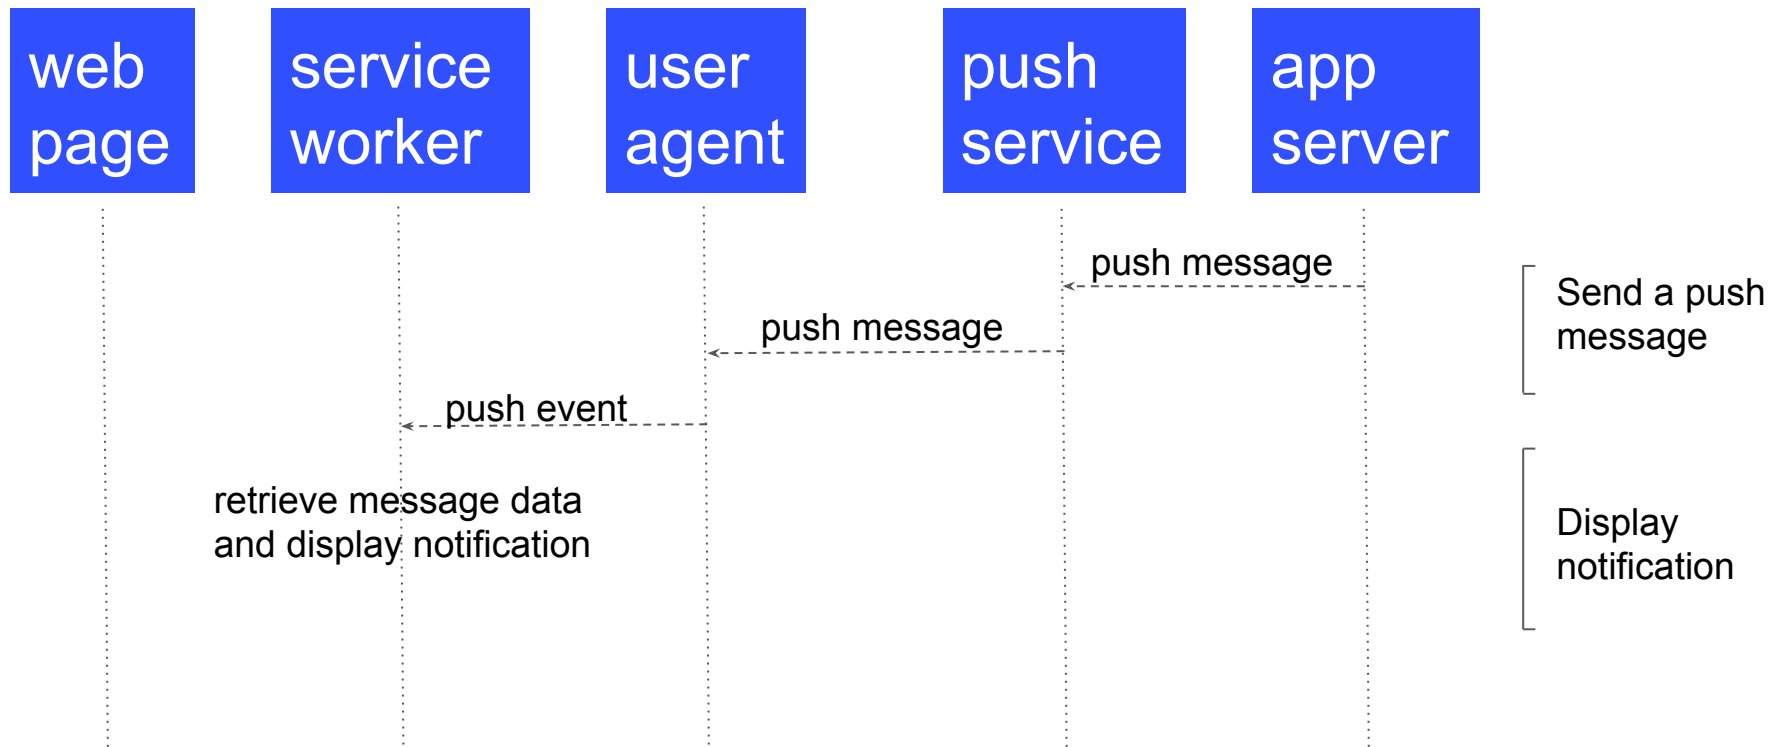 web
page
service
worker
user
agent
push
service
app
server
push message
push message
push event
retrieve message data
and display notification
Send a push
message
Display
notification